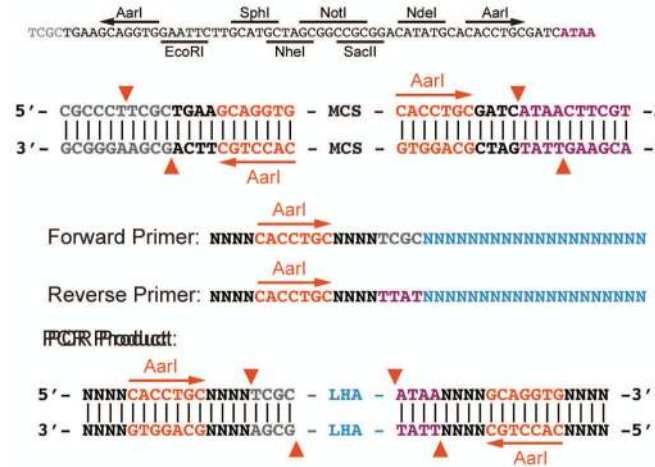 AarI SphI NotI NdeI AarI
TCGCTGAAGCAGGTGGAATTCTTGCATGCTAGCGGCCGCGGACATATGCACACCTGCGATCATAA
EcoRI NheI SacII
AarI
5′- CGCCCTTCGCTGAAGCAGGTG - MCS - CACCTGCGATCATAACTTCGT -
3′- GCGGGAAGCGACTTCGTCCAC - MCS - GTGGACGCTAGTATTGAAGCA -
AarI
AarI
Forward Primer: NNNNCACCTGCNNNNTCGCNNNNNNNNNNNNNNNNNNNN
AarI
Reverse Primer: NNNNCACCTGCNNNNTTATNNNNNNNNNNNNNNNNNNNN
PCR Product:
AarI
5′- NNNNCACCTGCNNNNTCGC - LHA - ATAANNNNGCAGGTGNNNN -3′
3′- NNNNGTGGACGNNNNAGCG - LHA - TATTNNNNCGTCCACNNNN -5′
AarI